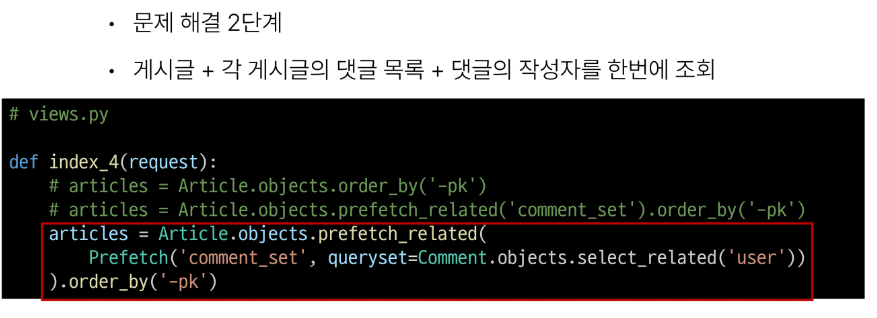 • 문제 해결 2단계
• 게시글 + 각 게시글의 댓글 목록 + 댓글의 작성자를 한번에 조회
# views.py
def index_4(request):
    # articles = Article.objects.order_by('-pk')
    # articles = Article.objects.prefetch_related('comment_set').order_by('-pk')
    articles = Article.objects.prefetch_related(
        Prefetch('comment_set', queryset=Comment.objects.select_related('user'))
    ).order_by('-pk')